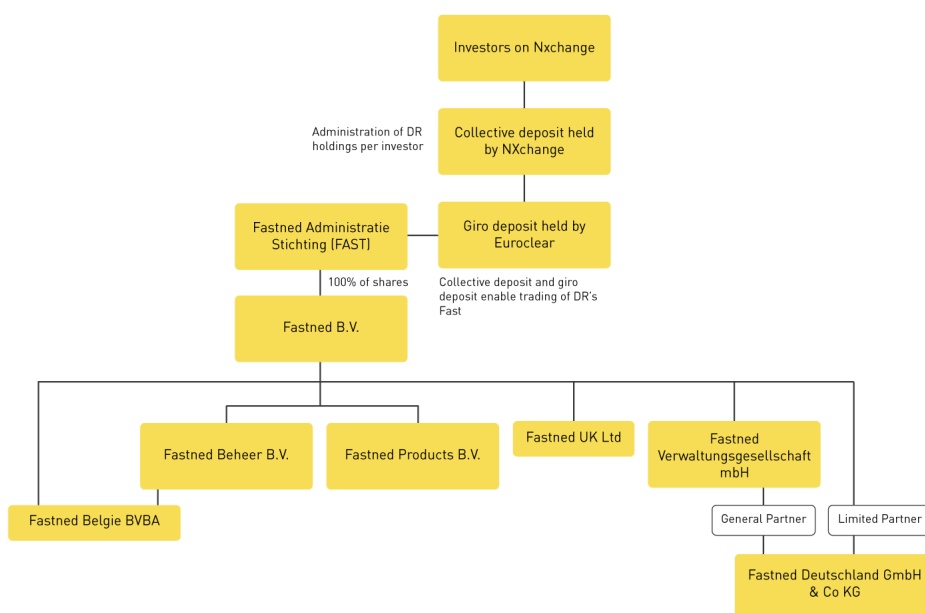 Investors on Nxchange
Administration of DR
holdings per investor
Collective deposit held
by NXchange
Fastned Administratie
Stichting (FAST)
Giro deposit held by
Euroclear
100% of shares
Collective deposit and giro
deposit enable trading of DR's
Fast
Fastned B.V.
Fastned Beheer B.V.
Fastned Products B.V.
Fastned UK Ltd
Fastned
Verwaltungsgesellschaft
mbH
Fastned Belgie BVBA
General Partner
Limited Partner
Fastned Deutschland GmbH
& Co KG